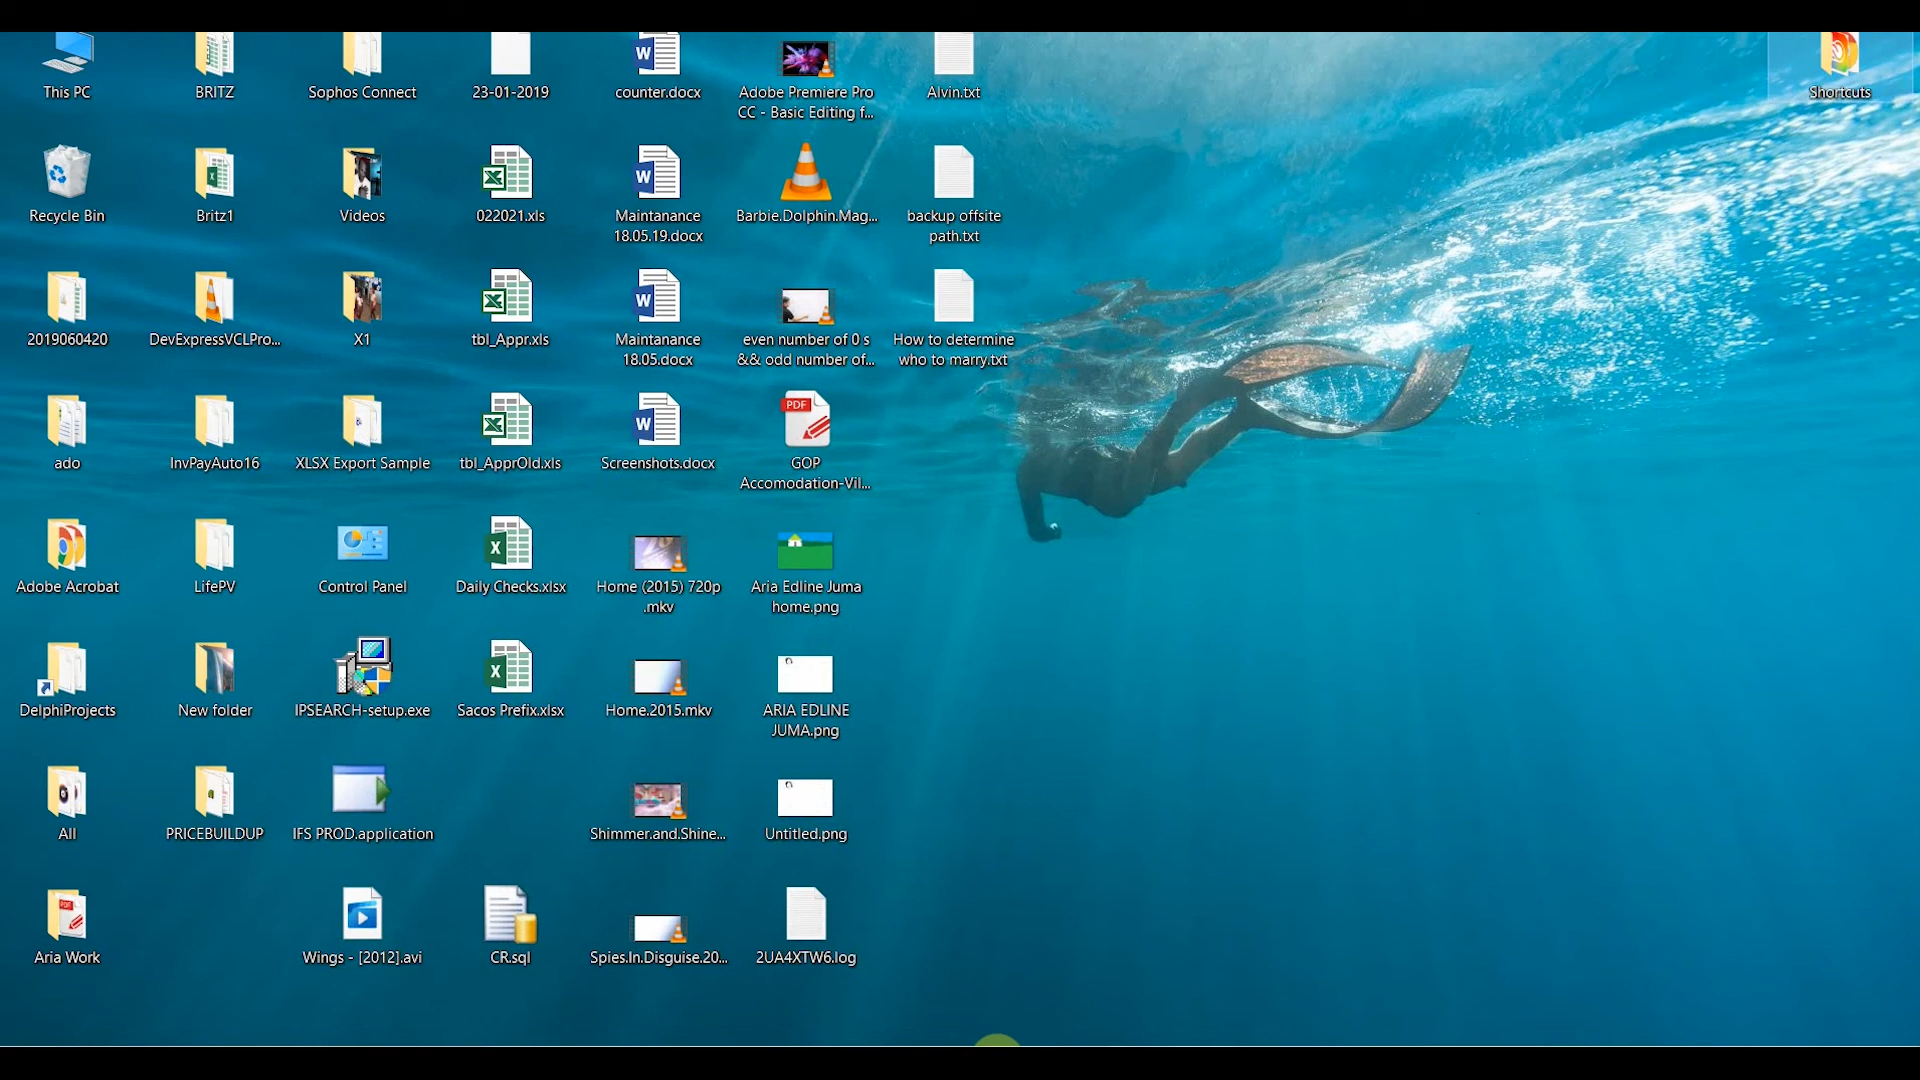 This PC
BRITZ
Sophos Connect
23-01-2019
counter.docx
Adobe Premiere Pro
CC - Basic Editing f...
Alvin.txt
Shortcuts
Recycle Bin
Britz1
Videos
022021.xls
Maintanance
18.05.19.docx
Barbie.Dolphin.Mag...
backup offsite
path.txt
2019060420
DevExpressVCLPro...
X1
tbl_Appr.xls
Maintanance
18.05.docx
even number of 0 s
&& odd number of...
How to determine
who to marry.txt
ado
InvPayAuto16
XLSX Export Sample
tbl_ApprOld.xls
Screenshots.docx
PDF
GOP
Accomodation-Vil...
Adobe Acrobat
LifePV
Control Panel
Daily Checks.xlsx
Home (2015) 720p
.mkv
Aria Edline Juma
home.png
DelphiProjects
New folder
IPSEARCH-setup.exe
Sacos Prefix.xlsx
Home.2015.mkv
ARIA EDLINE
JUMA.png
All
PRICEBUILDUP
IFS PROD.application
Shimmer.and.Shine...
Untitled.png
Aria Work
Wings - [2012].avi
CR.sql
Spies.In.Disguise.20...
2UA4XTW6.log